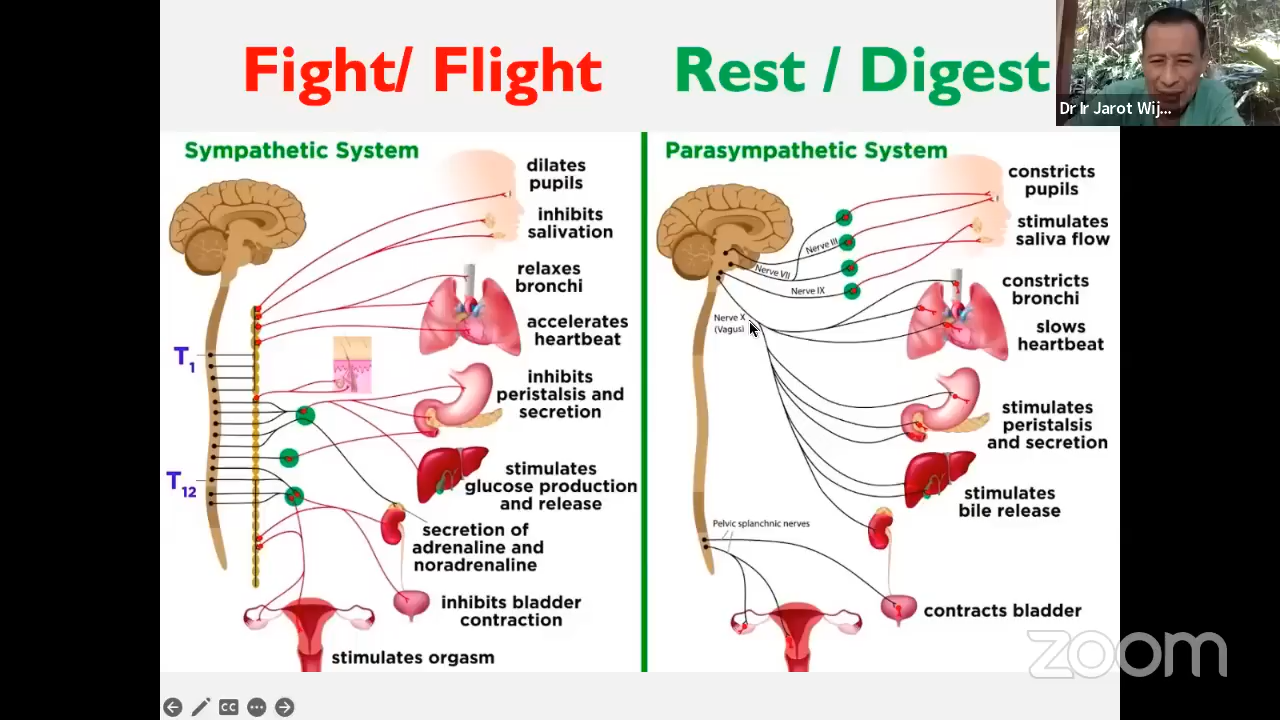 Fight/ Flight
Rest / Digest
Dr Ir Jarot Wij...
Sympathetic System
dilates
pupils
inhibits
salivation
relaxes
bronchi
accelerates
heartbeat
T1
inhibits
peristalsis and
secretion
T12
stimulates
glucose production
and release
secretion of
adrenaline and
noradrenaline
inhibits bladder
contraction
stimulates orgasm
Parasympathetic System
constricts
pupils
stimulates
saliva flow
Nerve III
Nerve VII
Nerve IX
constricts
bronchi
Nerve X
(Vagus)
slows
heartbeat
stimulates
peristalsis
and secretion
stimulates
bile release
Pelvic splanchnic nerves
contracts bladder
zoom
CC